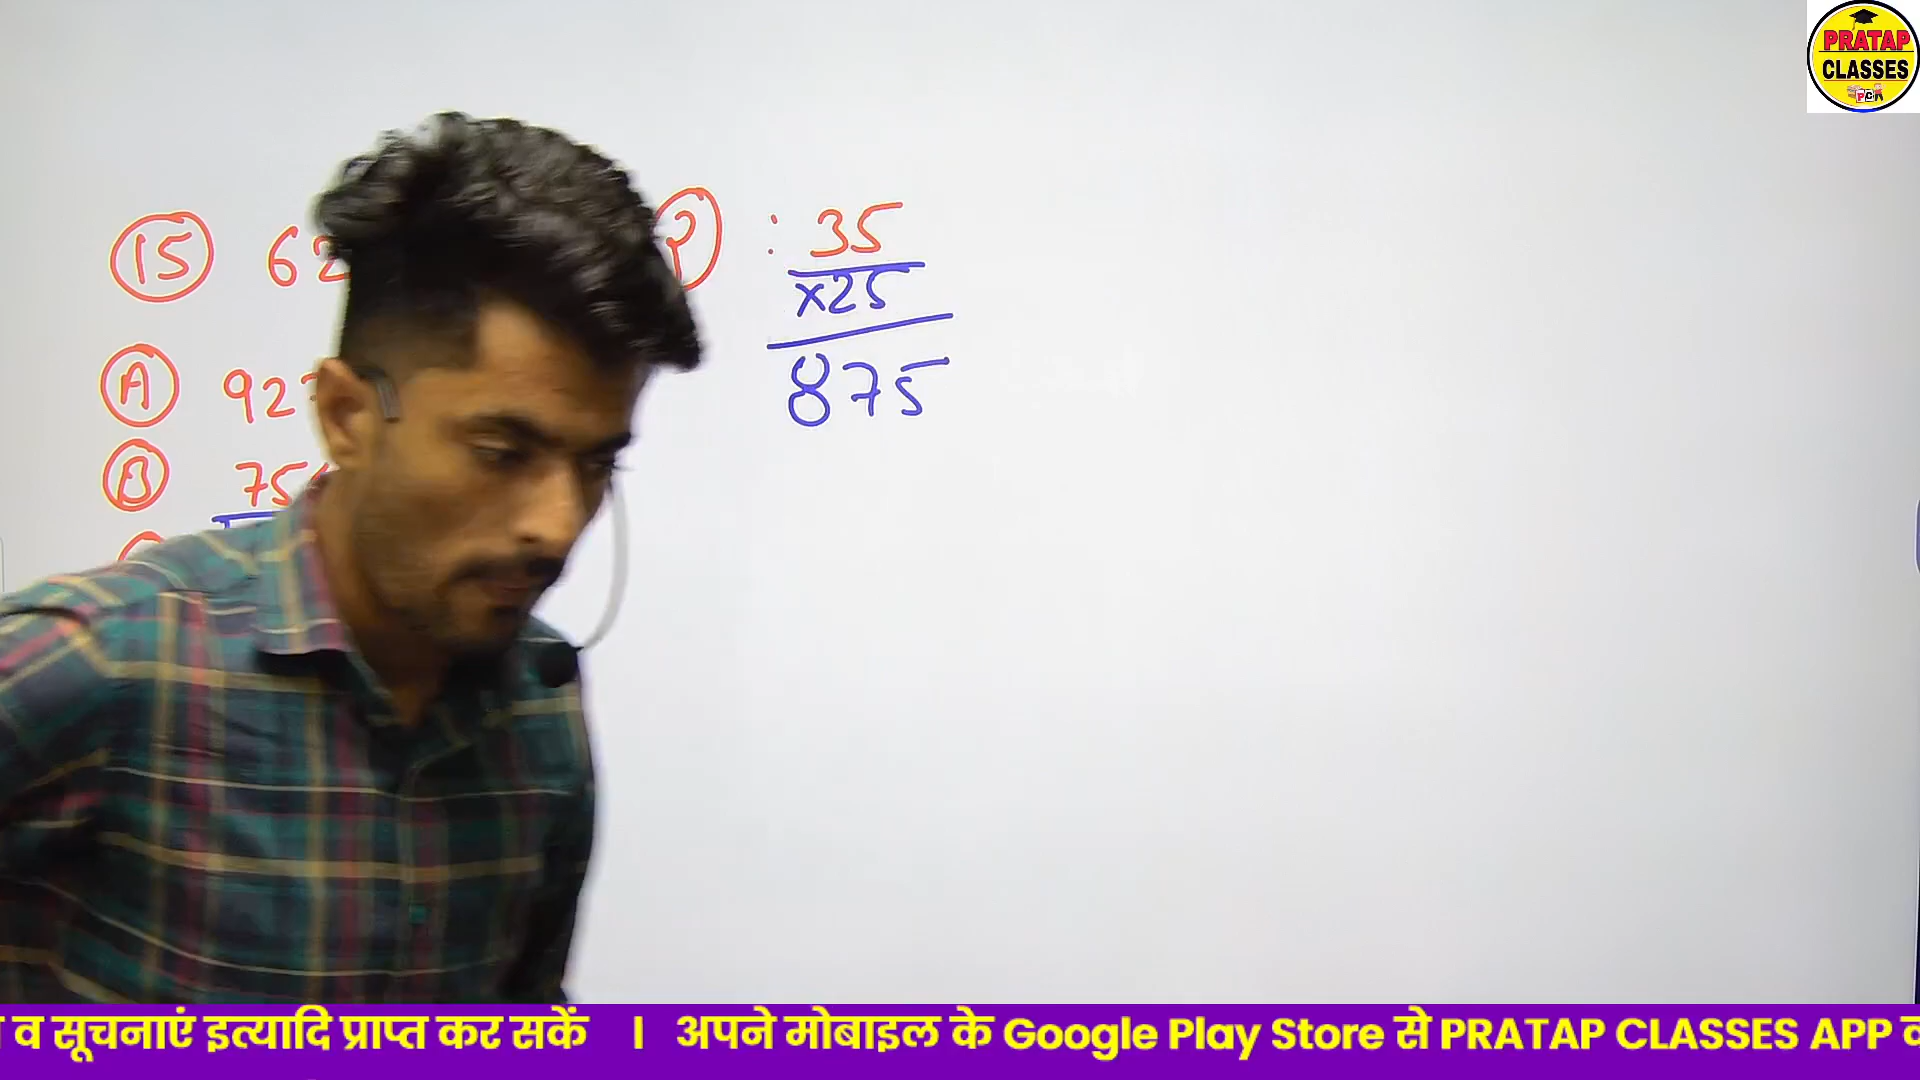 PRATAP
CLASSES
15 62 ? : 35
x25
875
A 92
B 75
व सूचनाएं इत्यादि प्राप्त कर सकें । अपने मोबाइल के Google Play Store से PRATAP CLASSES APP